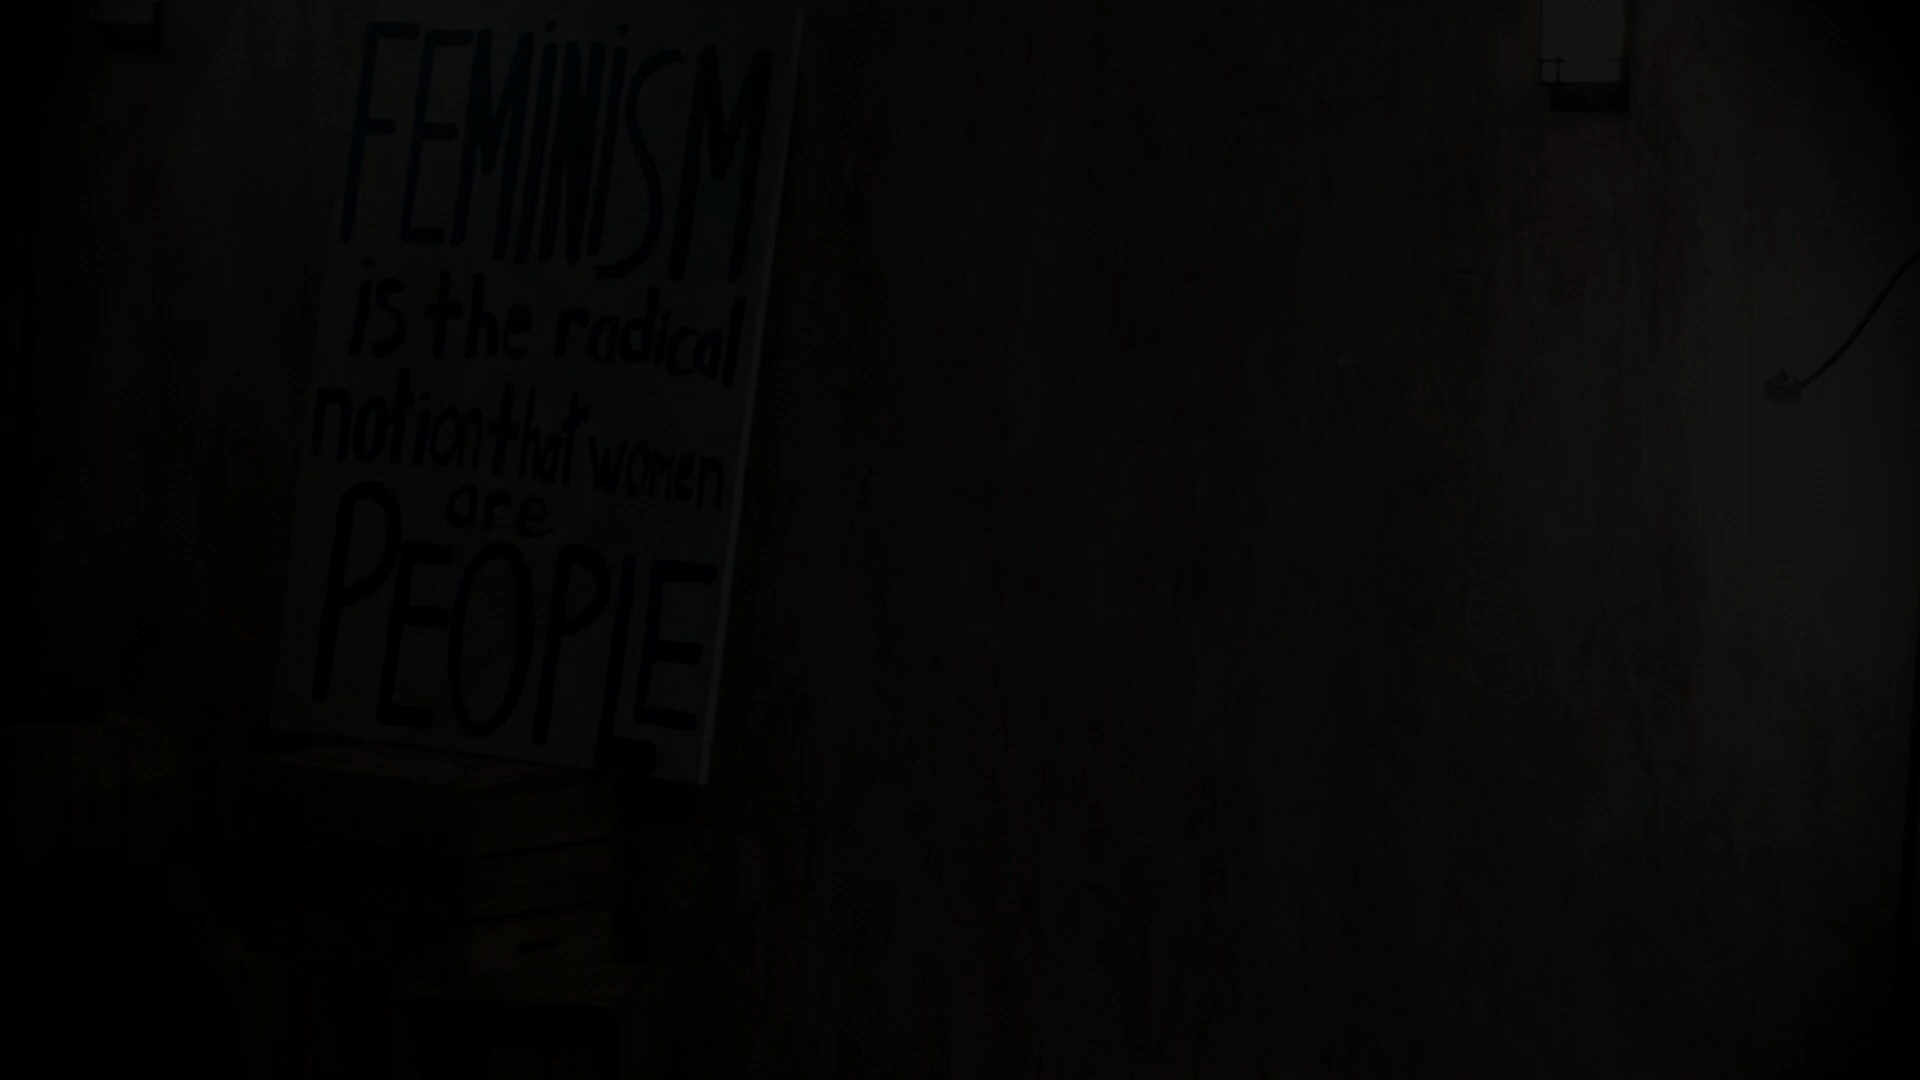 FEMiNiSM
is the radical
notion that women
are
PEOPLE